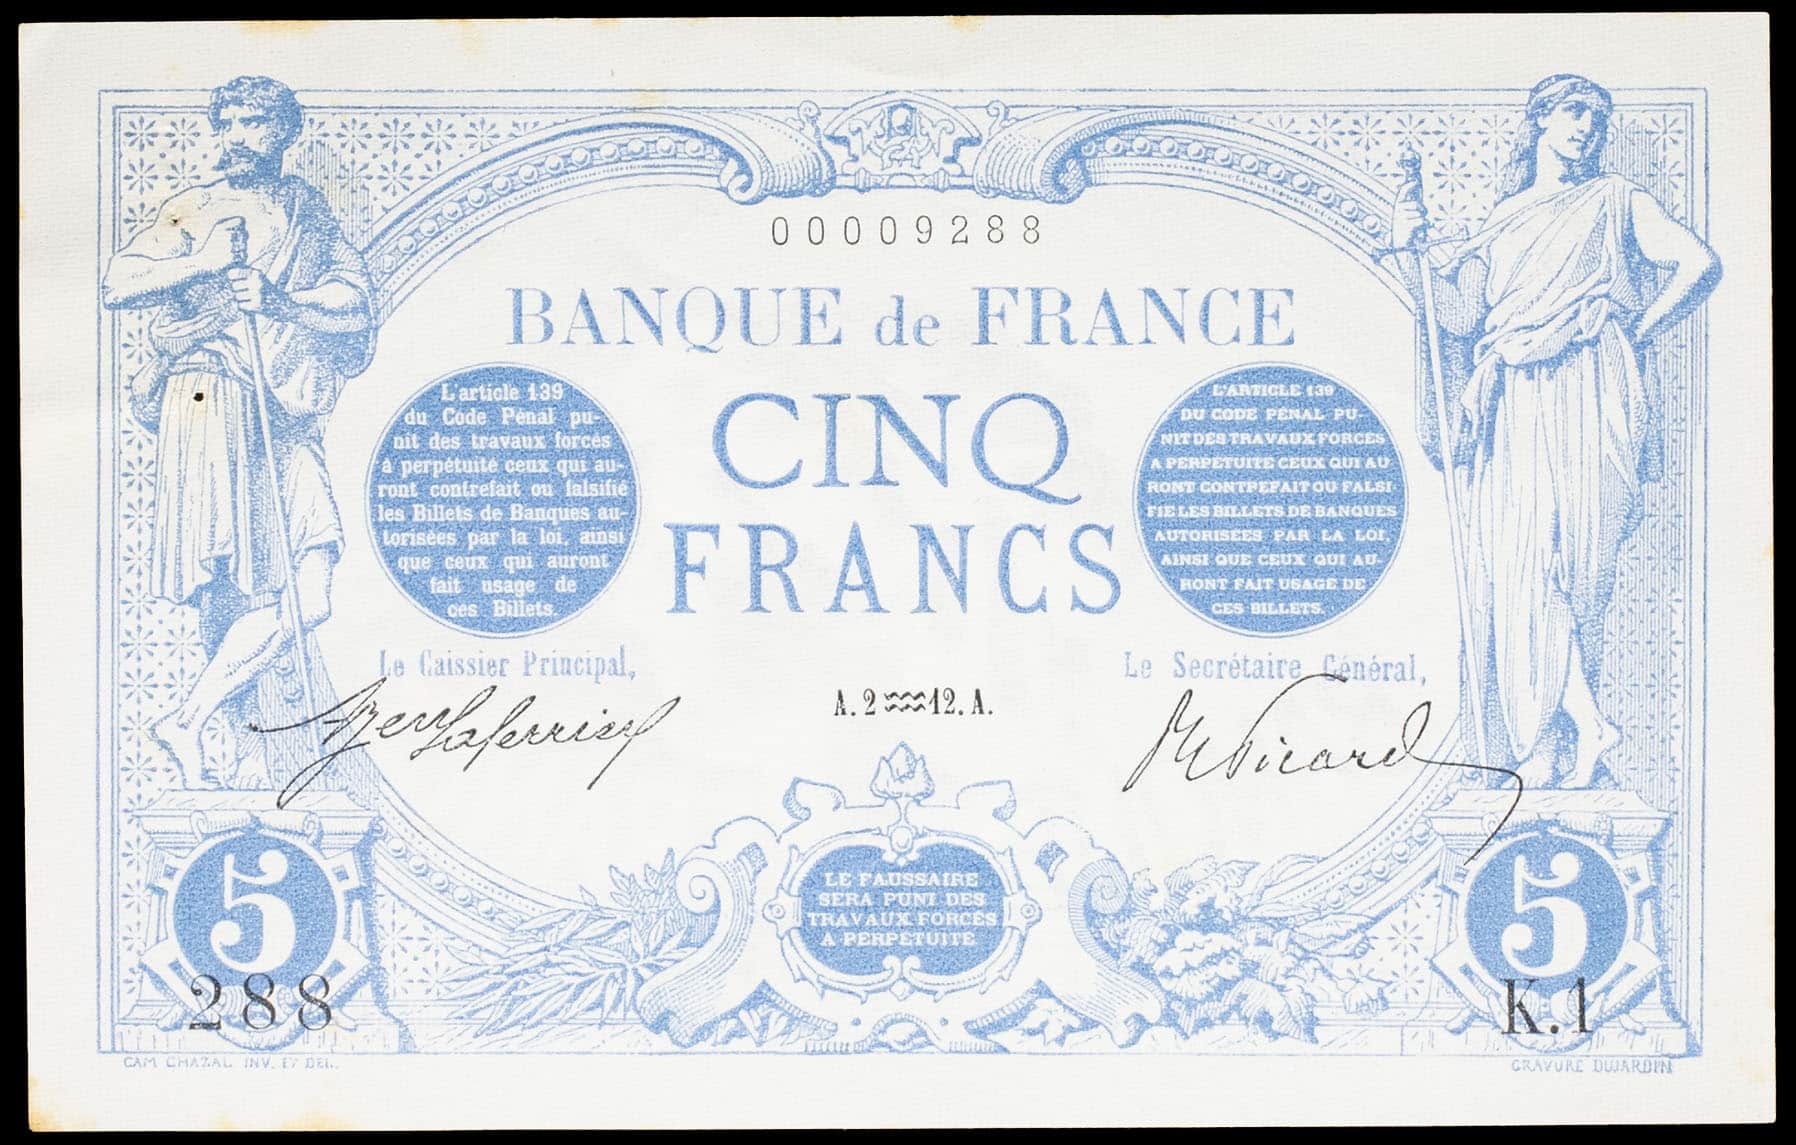 00009288
BANQUE de FRANCE
CINQ
FRANCS
L'article 139
du Code Pénal pu-
nit des travaux forcés
à perpétuité ceux qui au-
ront contrefait ou falsifié
les Billets de Banques au-
torisées par la loi, ainsi
que ceux qui auront
fait usage de
ces Billets.
L'ARTICLE 139
DU CODE PÉNAL PU-
NIT DES TRAVAUX FORCÉS
A PERPÉTUITÉ CEUX QUI AU
RONT CONTREFAIT OU FALSI-
FIE LES BILLETS DE BANQUES
AUTORISÉES PAR LA LOI,
AINSI QUE CEUX QUI AU-
RONT FAIT USAGE DE
CES BILLETS.
Le Caissier Principal,
Le Secrétaire Général,
A.2 12.A.
Picard
5
288
LE FAUSSAIRE
SERA PUNI DES
TRAVAUX FORCÉS
A PERPÉTUITÉ
5
K.1
CAM CHAZAL INV. ET DEL.
GRAVURE DUJARDIN